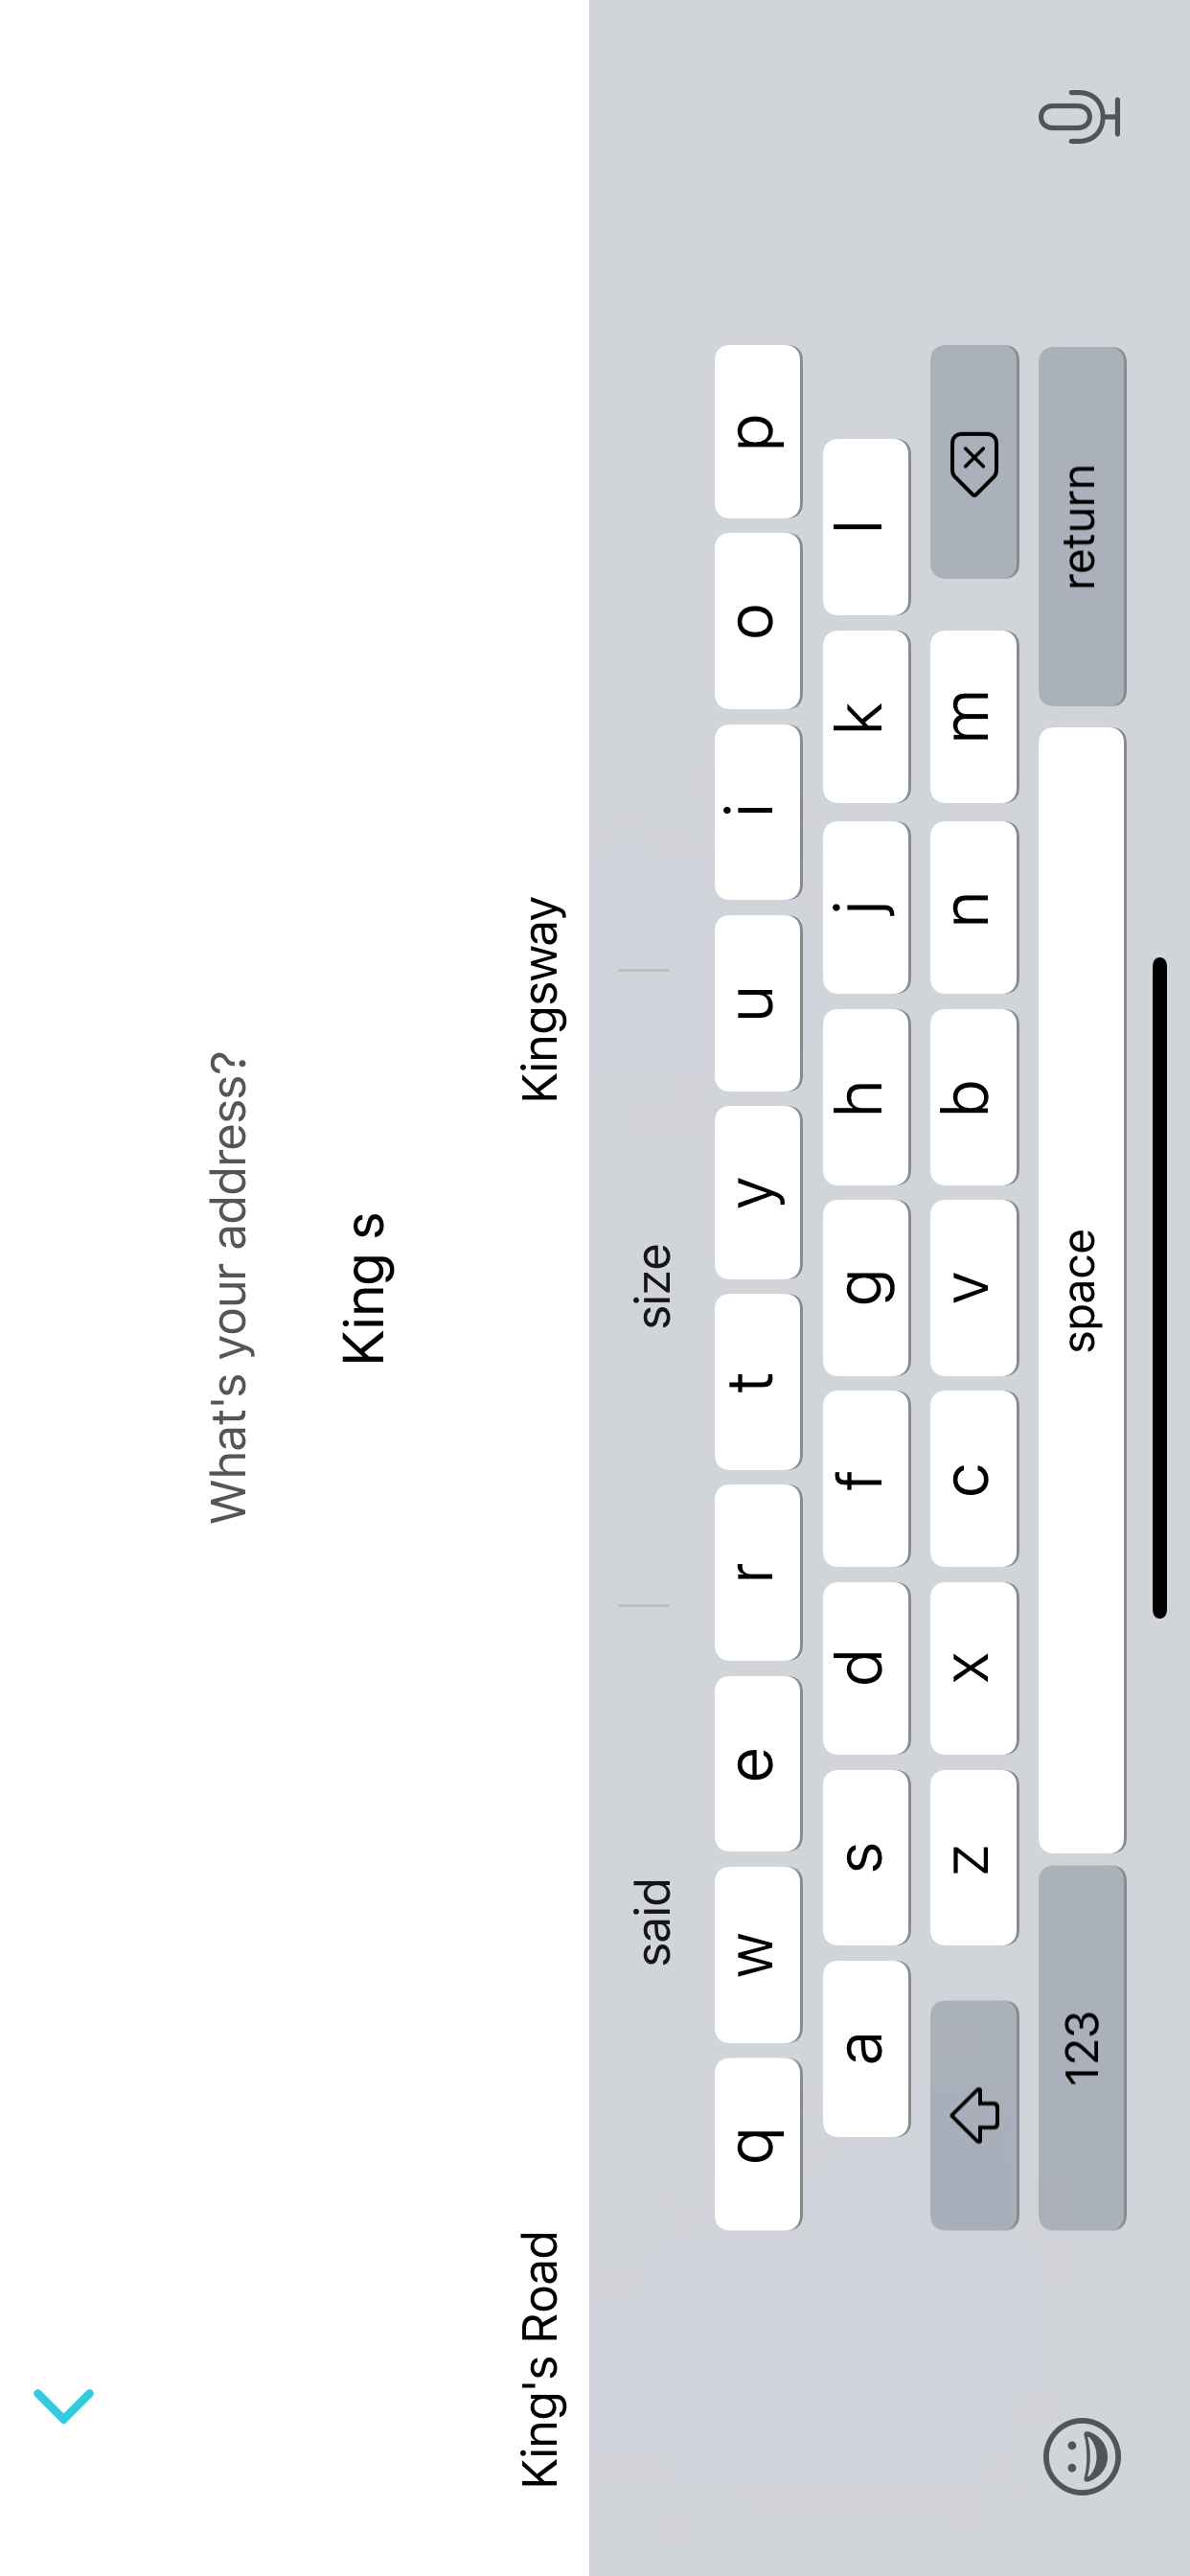 What's your address?
King s
King's Road Kingsway
said size
q w e r t y u i o p
a s d f g h j k l
z x c v b n m
123 space return